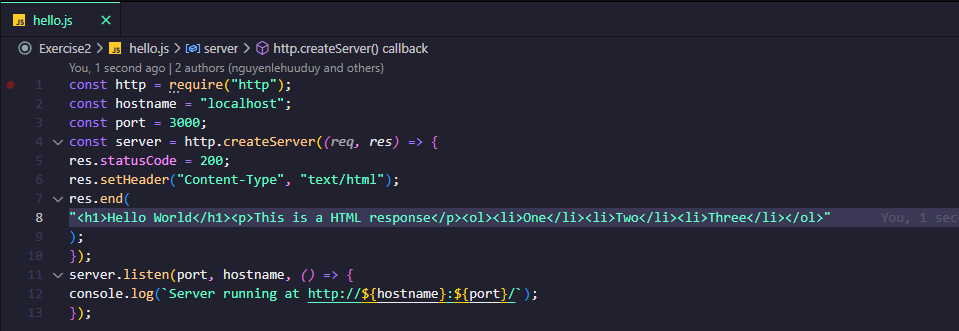 JS hello.js ×
Exercise2 > JS hello.js > server > http.createServer() callback
You, 1 second ago | 2 authors (nguyenlehuuduy and others)
1 const http = require("http");
2 const hostname = "localhost";
3 const port = 3000;
4 const server = http.createServer((req, res) => {
5 res.statusCode = 200;
6 res.setHeader("Content-Type", "text/html");
7 res.end(
8 "<h1>Hello World</h1><p>This is a HTML response</p><ol><li>One</li><li>Two</li><li>Three</li></ol>" You, 1 sec
9 );
10 });
11 server.listen(port, hostname, () => {
12 console.log(`Server running at http://${hostname}:${port}/`);
13 });